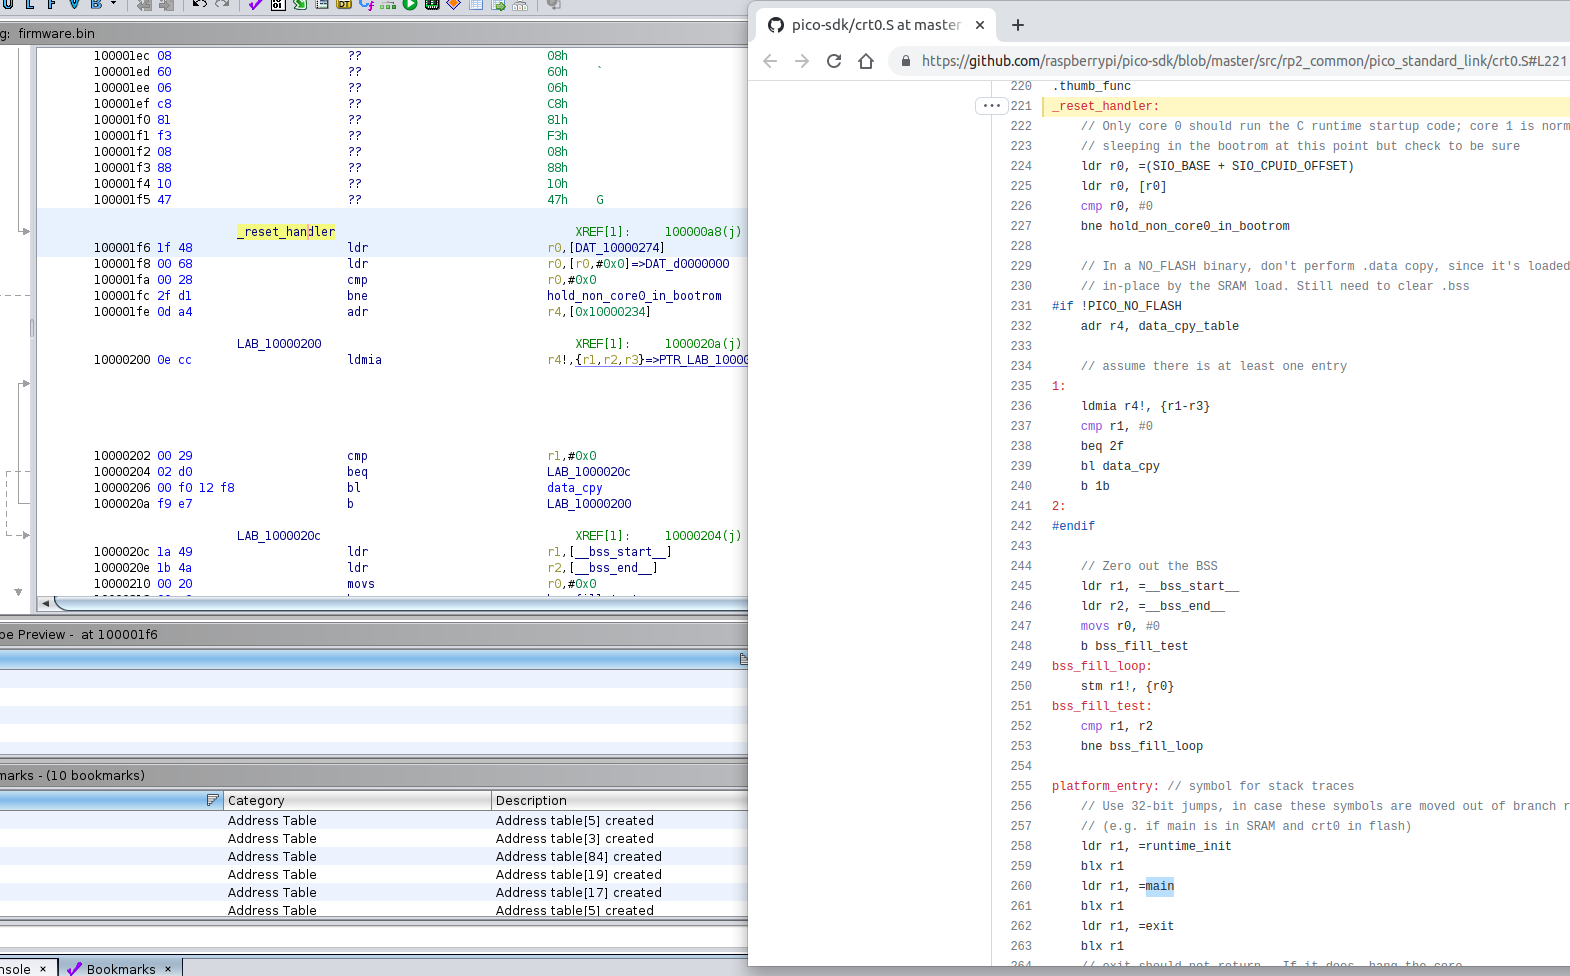 g: firmware.bin
100001ec 08 ?? 08h
100001ed 60 ?? 60h `
100001ee 06 ?? 06h
100001ef c8 ?? C8h
100001f0 81 ?? 81h
100001f1 f3 ?? F3h
100001f2 08 ?? 08h
100001f3 88 ?? 88h
100001f4 10 ?? 10h
100001f5 47 ?? 47h G
_reset_handler XREF[1]: 100000a8(j)
100001f6 1f 48 ldr r0,[DAT_10000274]
100001f8 00 68 ldr r0,[r0,#0x0]=>DAT_d0000000
100001fa 00 28 cmp r0,#0x0
100001fc 2f d1 bne hold_non_core0_in_bootrom
100001fe 0d a4 adr r4,[0x10000234]
LAB_10000200 XREF[1]: 1000020a(j)
10000200 0e cc ldmia r4!,{r1,r2,r3}=>PTR_LAB_1000
10000202 00 29 cmp r1,#0x0
10000204 02 d0 beq LAB_1000020c
10000206 00 f0 12 f8 bl data_cpy
1000020a f9 e7 b LAB_10000200
LAB_1000020c XREF[1]: 10000204(j)
1000020c 1a 49 ldr r1,[__bss_start__]
1000020e 1b 4a ldr r2,[__bss_end__]
10000210 00 20 movs r0,#0x0
pe Preview - at 100001f6
marks - (10 bookmarks)
Category Description
Address Table Address table[5] created
Address Table Address table[3] created
Address Table Address table[84] created
Address Table Address table[19] created
Address Table Address table[17] created
Address Table Address table[5] created
nsole × Bookmarks ×
pico-sdk/crt0.S at master × +
https://github.com/raspberrypi/pico-sdk/blob/master/src/rp2_common/pico_standard_link/crt0.S#L221
220 .thumb_func
··· 221 _reset_handler:
222 // Only core 0 should run the C runtime startup code; core 1 is norm
223 // sleeping in the bootrom at this point but check to be sure
224 ldr r0, =(SIO_BASE + SIO_CPUID_OFFSET)
225 ldr r0, [r0]
226 cmp r0, #0
227 bne hold_non_core0_in_bootrom
228
229 // In a NO_FLASH binary, don't perform .data copy, since it's loaded
230 // in-place by the SRAM load. Still need to clear .bss
231 #if !PICO_NO_FLASH
232 adr r4, data_cpy_table
233
234 // assume there is at least one entry
235 1:
236 ldmia r4!, {r1-r3}
237 cmp r1, #0
238 beq 2f
239 bl data_cpy
240 b 1b
241 2:
242 #endif
243
244 // Zero out the BSS
245 ldr r1, =__bss_start__
246 ldr r2, =__bss_end__
247 movs r0, #0
248 b bss_fill_test
249 bss_fill_loop:
250 stm r1!, {r0}
251 bss_fill_test:
252 cmp r1, r2
253 bne bss_fill_loop
254
255 platform_entry: // symbol for stack traces
256 // Use 32-bit jumps, in case these symbols are moved out of branch r
257 // (e.g. if main is in SRAM and crt0 in flash)
258 ldr r1, =runtime_init
259 blx r1
260 ldr r1, =main
261 blx r1
262 ldr r1, =exit
263 blx r1
264 // exit should not return. If it does, hang the core